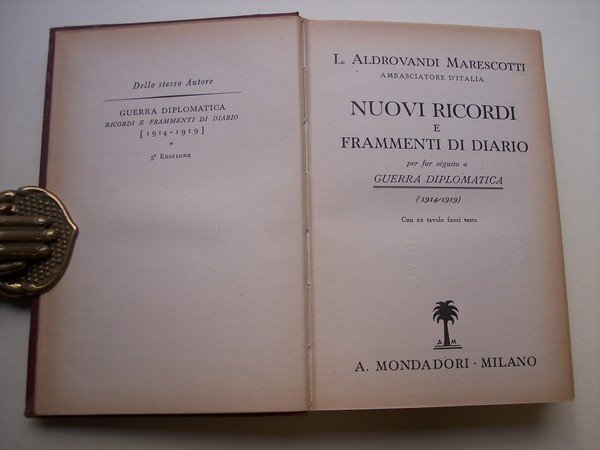 Dello stesso Autore
GUERRA DIPLOMATICA
RICORDI E FRAMMENTI DI DIARIO
[1914-1919]
*
5ª EDIZIONE
L. ALDROVANDI MARESCOTTI
AMBASCIATORE D'ITALIA
NUOVI RICORDI
E
FRAMMENTI DI DIARIO
per far séguito a
GUERRA DIPLOMATICA
(1914-1919)
Con 22 tavole fuori testo
A M
A. MONDADORI · MILANO